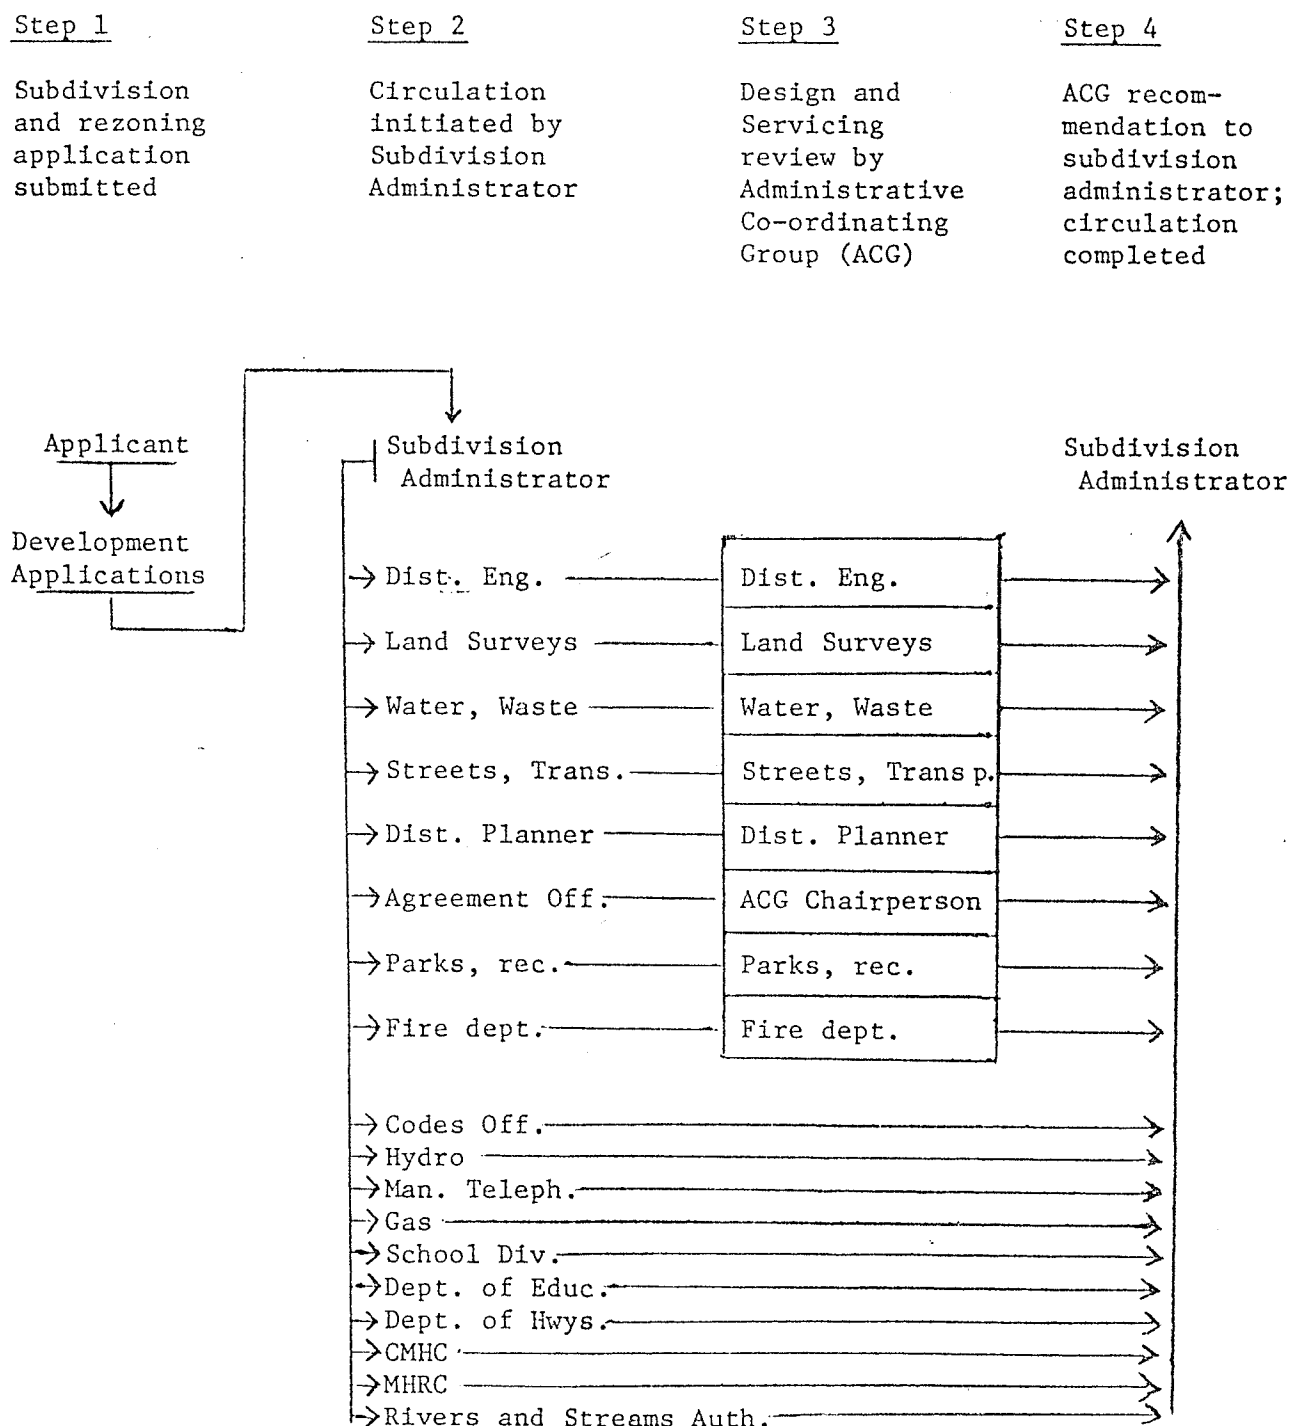 Step 1
Subdivision
and rezoning
application
submitted
Step 2
Circulation
initiated by
Subdivision
Administrator
Step 3
Design and
Servicing
review by
Administrative
Co-ordinating
Group (ACG)
Step 4
ACG recom-
mendation to
subdivision
administrator;
circulation
completed
Applicant
Development
Applications
Subdivision
Administrator
Subdivision
Administrator
Dist. Eng. Dist. Eng.
Land Surveys Land Surveys
Water, Waste Water, Waste
Streets, Trans. Streets, Transp.
Dist. Planner Dist. Planner
Agreement Off. ACG Chairperson
Parks, rec. Parks, rec.
Fire dept. Fire dept.
Codes Off.
Hydro
Man. Teleph.
Gas
School Div.
Dept. of Educ.
Dept. of Hwys.
CMHC
MHRC
Rivers and Streams Auth.